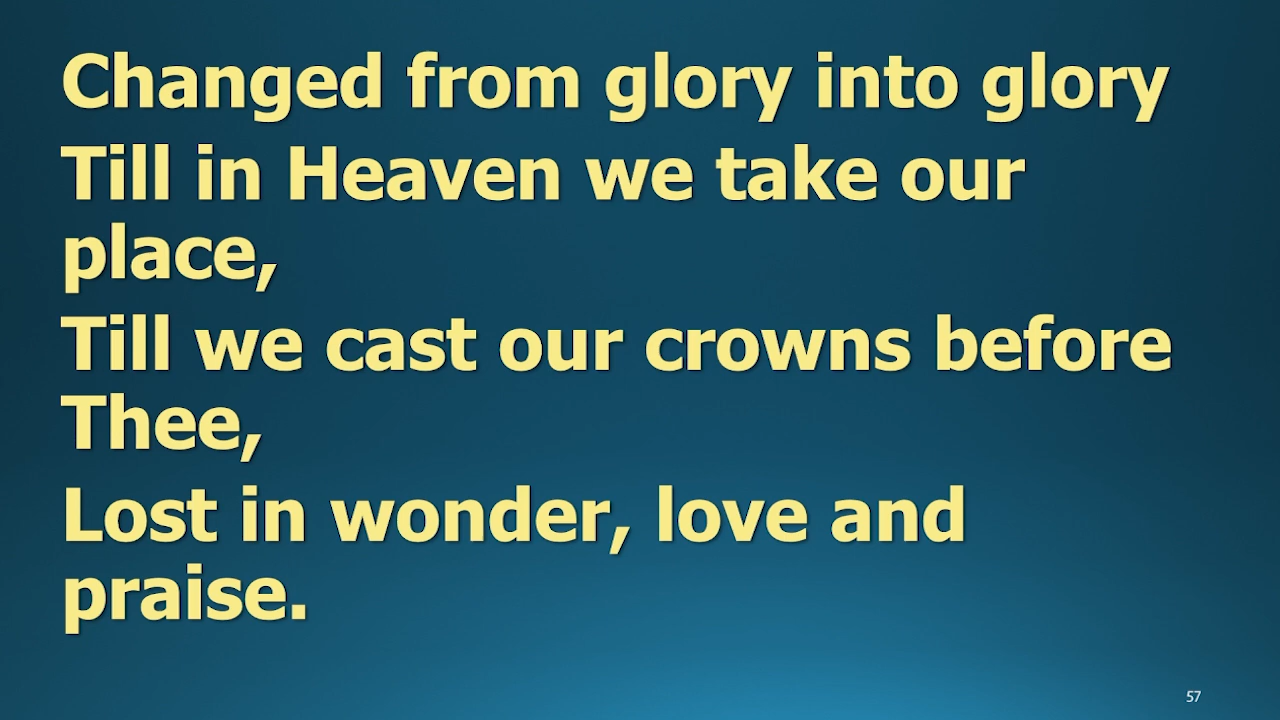 Changed from glory into glory
Till in Heaven we take our
place,
Till we cast our crowns before
Thee,
Lost in wonder, love and
praise.
57